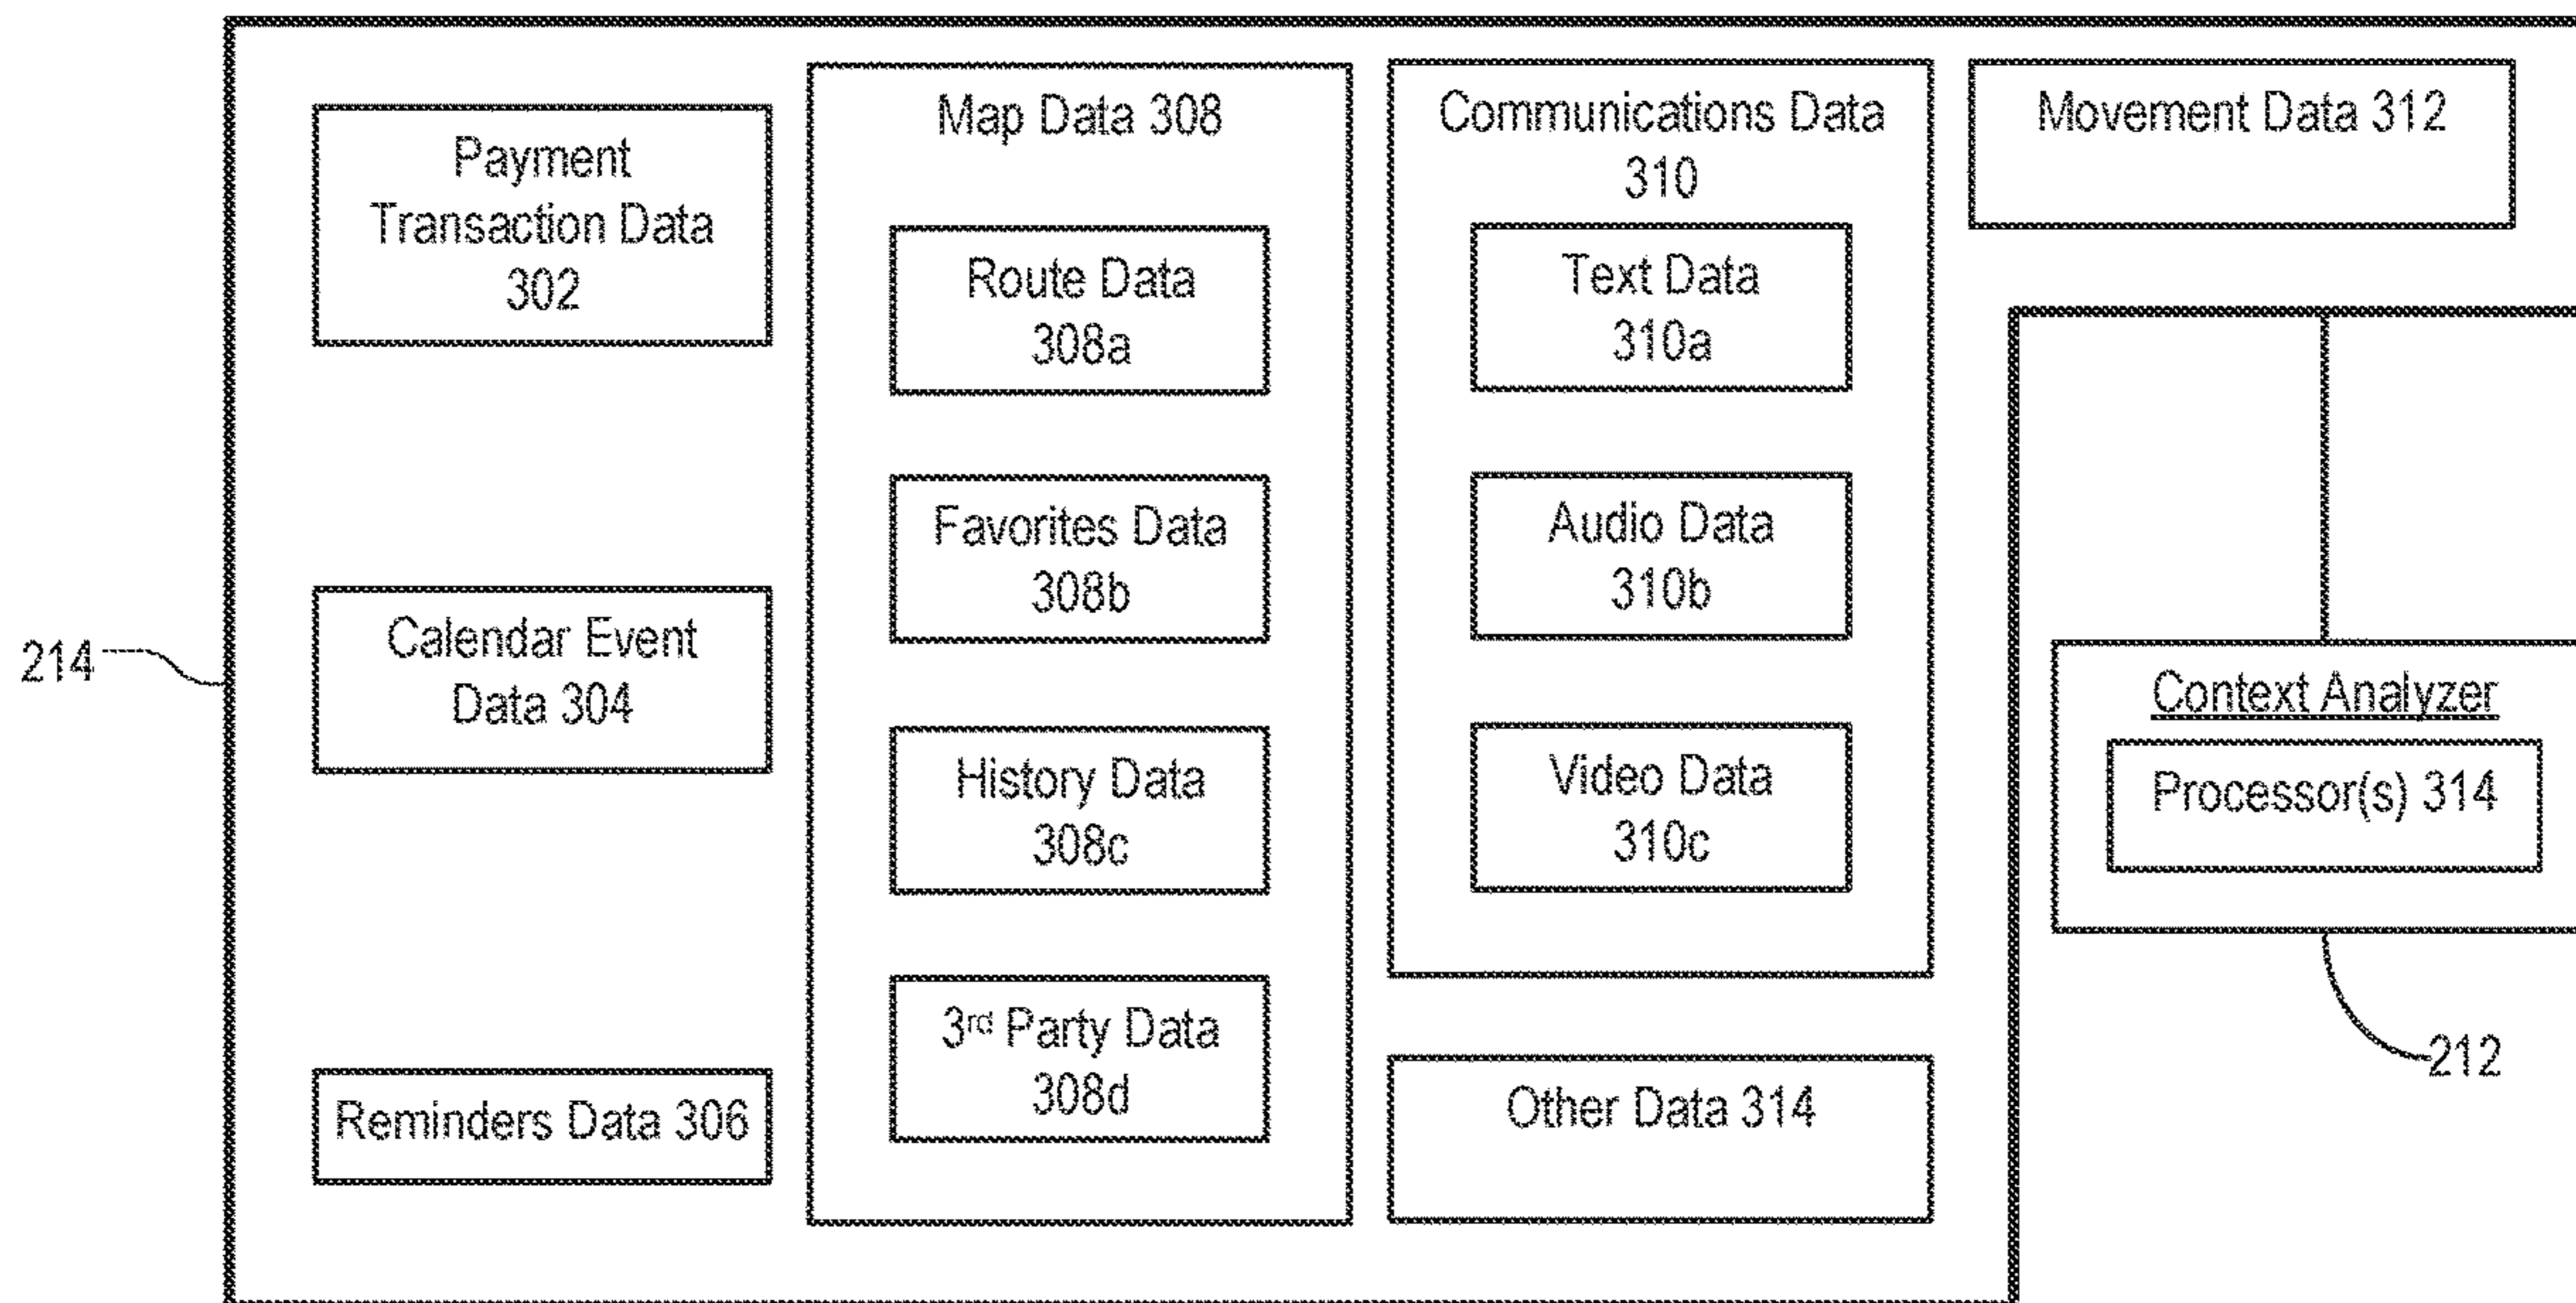 Payment
Transaction Data
302
Calendar Event
Data 304
Reminders Data 306
Map Data 308
Route Data
308a
Favorites Data
308b
History Data
308c
3rd Party Data
308d
Communications Data
310
Text Data
310a
Audio Data
310b
Video Data
310c
Other Data 314
Movement Data 312
Context Analyzer
Processor(s) 314
212
214